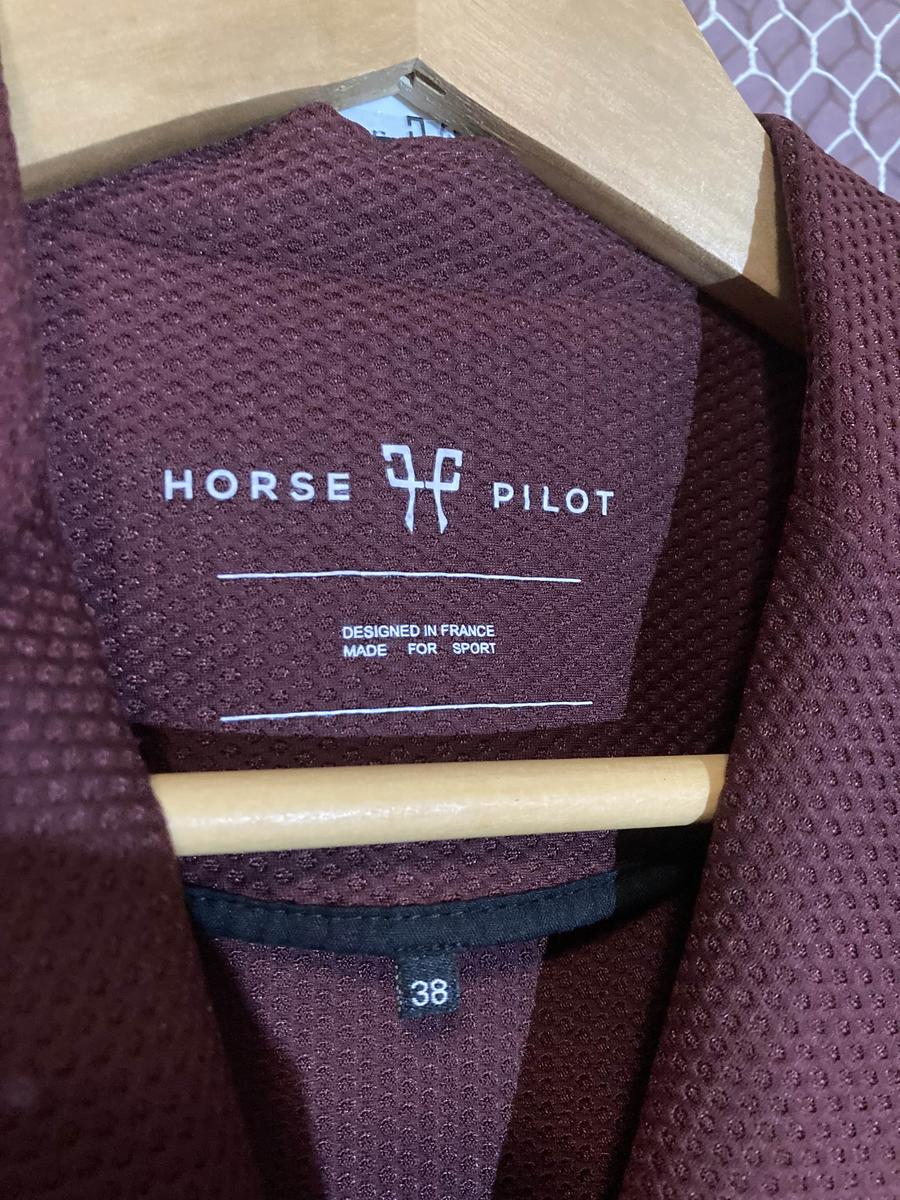 HORSE PILOT
DESIGNED IN FRANCE
MADE FOR SPORT
38